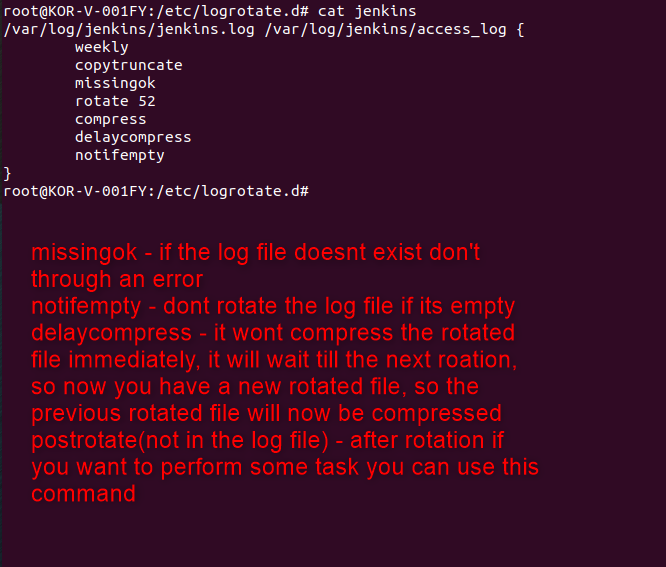 root@KOR-V-001FY:/etc/logrotate.d# cat jenkins
/var/log/jenkins/jenkins.log /var/log/jenkins/access_log {
        weekly
        copytruncate
        missingok
        rotate 52
        compress
        delaycompress
        notifempty
}
root@KOR-V-001FY:/etc/logrotate.d#
missingok - if the log file doesnt exist don't
through an error
notifempty - dont rotate the log file if its empty
delaycompress - it wont compress the rotated
file immediately, it will wait till the next roation,
so now you have a new rotated file, so the
previous rotated file will now be compressed
postrotate(not in the log file) - after rotation if
you want to perform some task you can use this
command